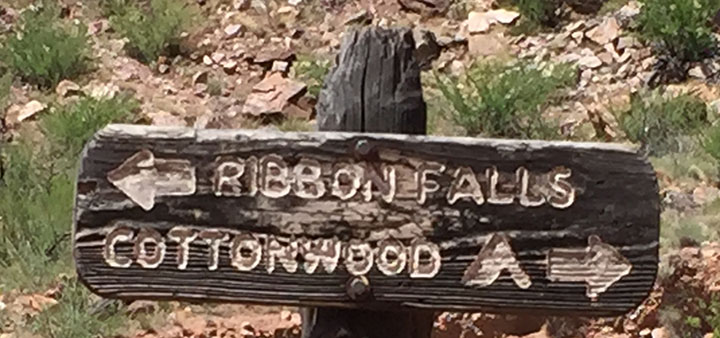 ← RIBBON FALLS
COTTONWOOD →